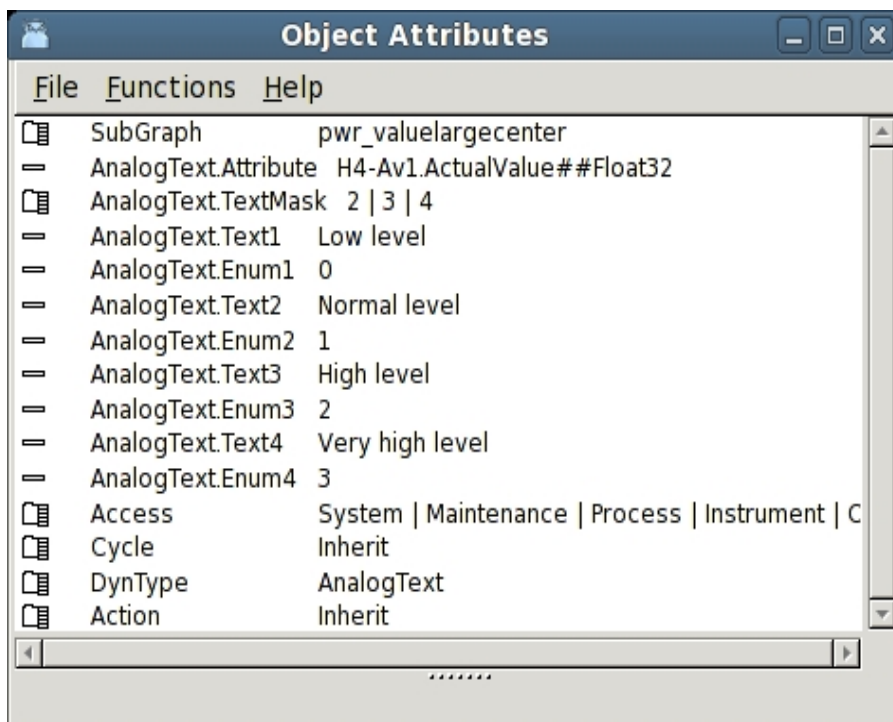 Object Attributes
File Functions Help
SubGraph pwr_valuelargecenter
AnalogText.Attribute H4-Av1.ActualValue##Float32
AnalogText.TextMask 2 | 3 | 4
AnalogText.Text1 Low level
AnalogText.Enum1 0
AnalogText.Text2 Normal level
AnalogText.Enum2 1
AnalogText.Text3 High level
AnalogText.Enum3 2
AnalogText.Text4 Very high level
AnalogText.Enum4 3
Access System | Maintenance | Process | Instrument |
Cycle Inherit
DynType AnalogText
Action Inherit